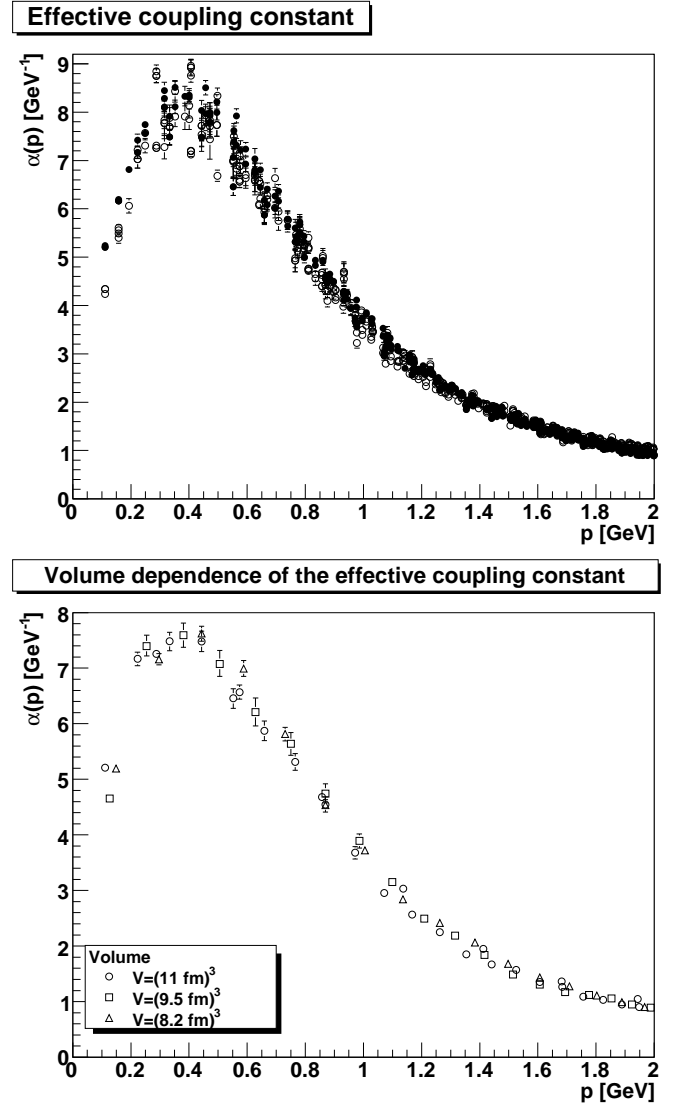 Effective coupling constant
α(p) [GeV⁻¹]
9
8
7
6
5
4
3
2
1
0
0 0.2 0.4 0.6 0.8 1 1.2 1.4 1.6 1.8 2
p [GeV]
Volume dependence of the effective coupling constant
α(p) [GeV⁻¹]
8
7
6
5
4
3
2
1
0
Volume
V=(11 fm)³
V=(9.5 fm)³
V=(8.2 fm)³
0 0.2 0.4 0.6 0.8 1 1.2 1.4 1.6 1.8 2
p [GeV]